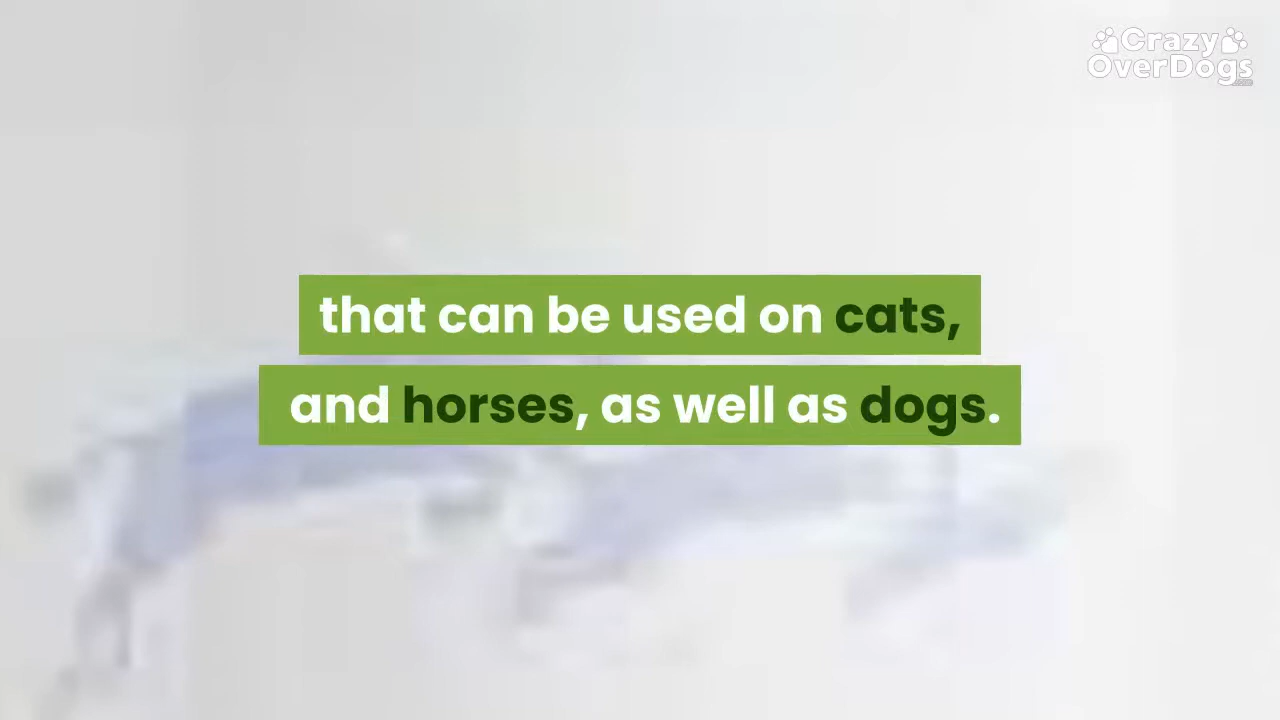 Crazy
OverDogs
that can be used on cats,
and horses, as well as dogs.